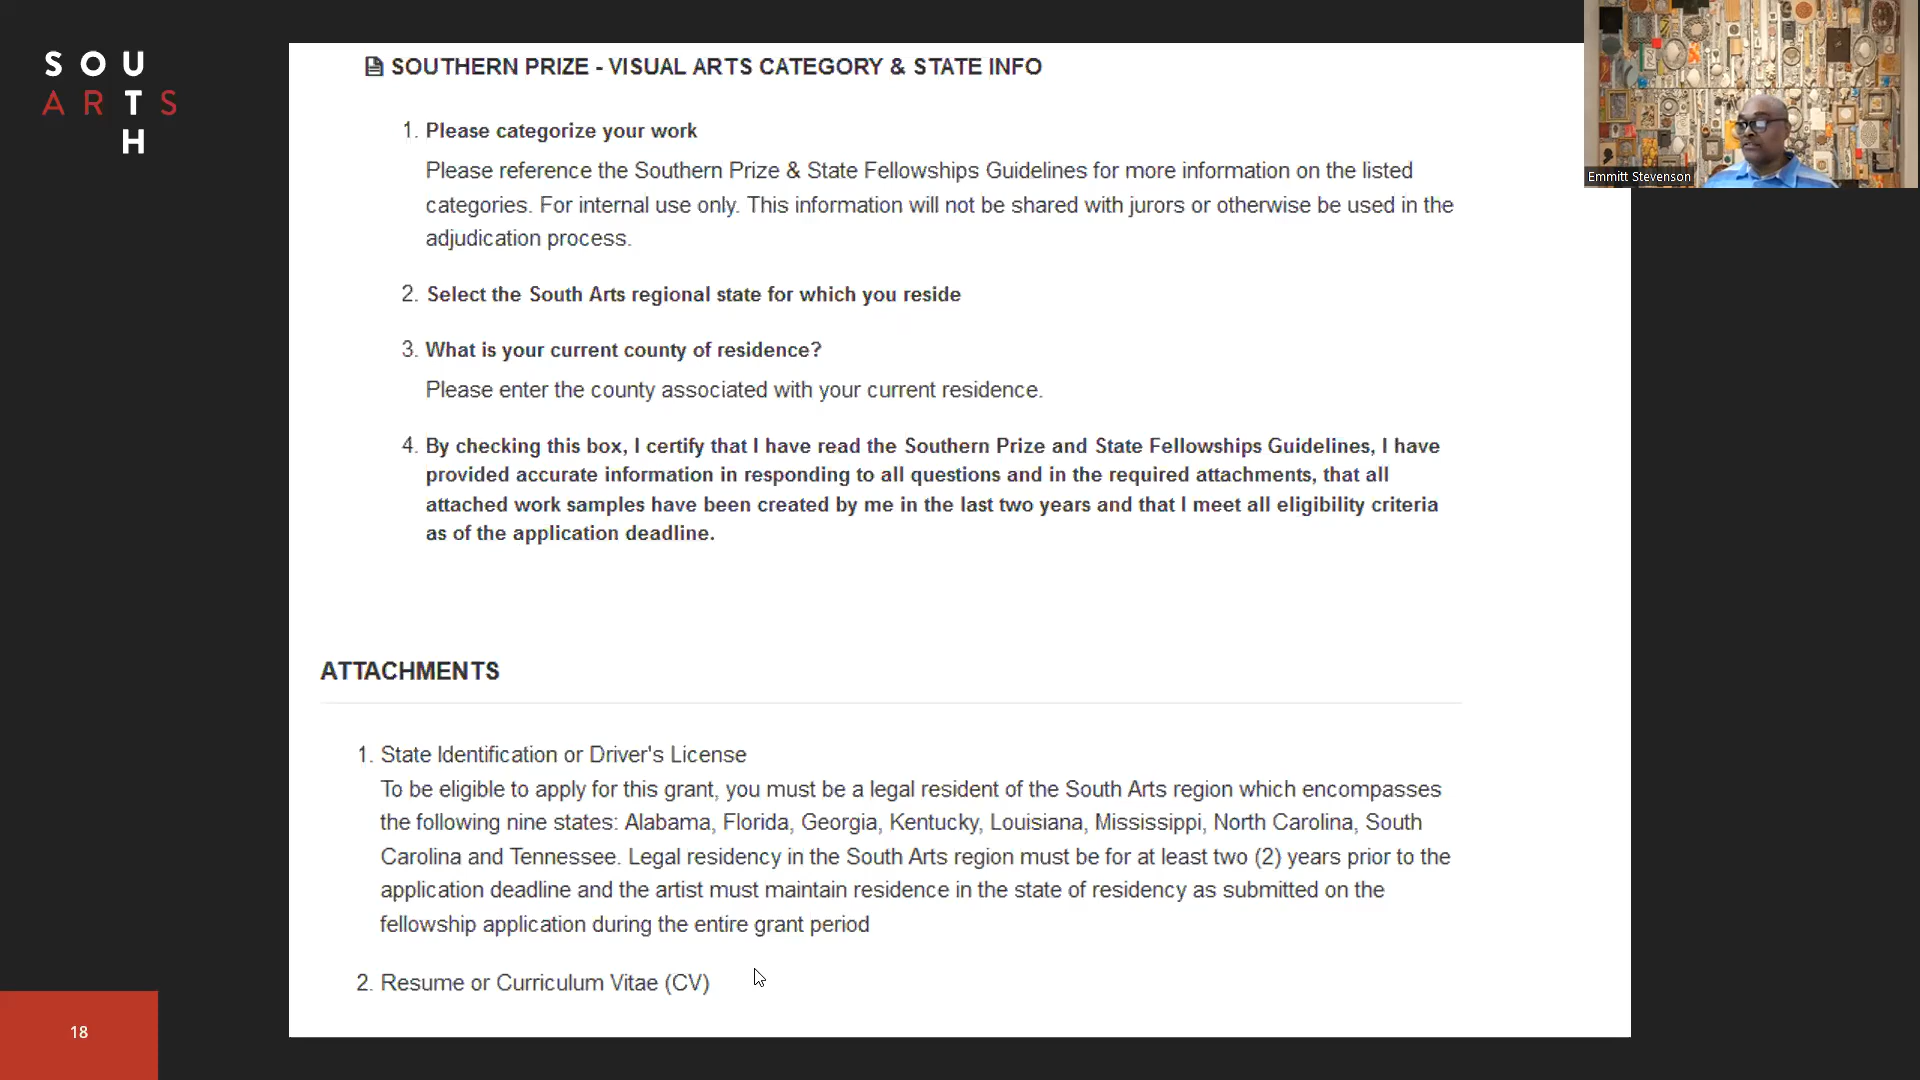 SOU
ARTS
H
SOUTHERN PRIZE - VISUAL ARTS CATEGORY & STATE INFO
1. Please categorize your work
Please reference the Southern Prize & State Fellowships Guidelines for more information on the listed
categories. For internal use only. This information will not be shared with jurors or otherwise be used in the
adjudication process.
2. Select the South Arts regional state for which you reside
3. What is your current county of residence?
Please enter the county associated with your current residence.
4. By checking this box, I certify that I have read the Southern Prize and State Fellowships Guidelines, I have
provided accurate information in responding to all questions and in the required attachments, that all
attached work samples have been created by me in the last two years and that I meet all eligibility criteria
as of the application deadline.
ATTACHMENTS
1. State Identification or Driver's License
To be eligible to apply for this grant, you must be a legal resident of the South Arts region which encompasses
the following nine states: Alabama, Florida, Georgia, Kentucky, Louisiana, Mississippi, North Carolina, South
Carolina and Tennessee. Legal residency in the South Arts region must be for at least two (2) years prior to the
application deadline and the artist must maintain residence in the state of residency as submitted on the
fellowship application during the entire grant period
2. Resume or Curriculum Vitae (CV)
18
Emmitt Stevenson